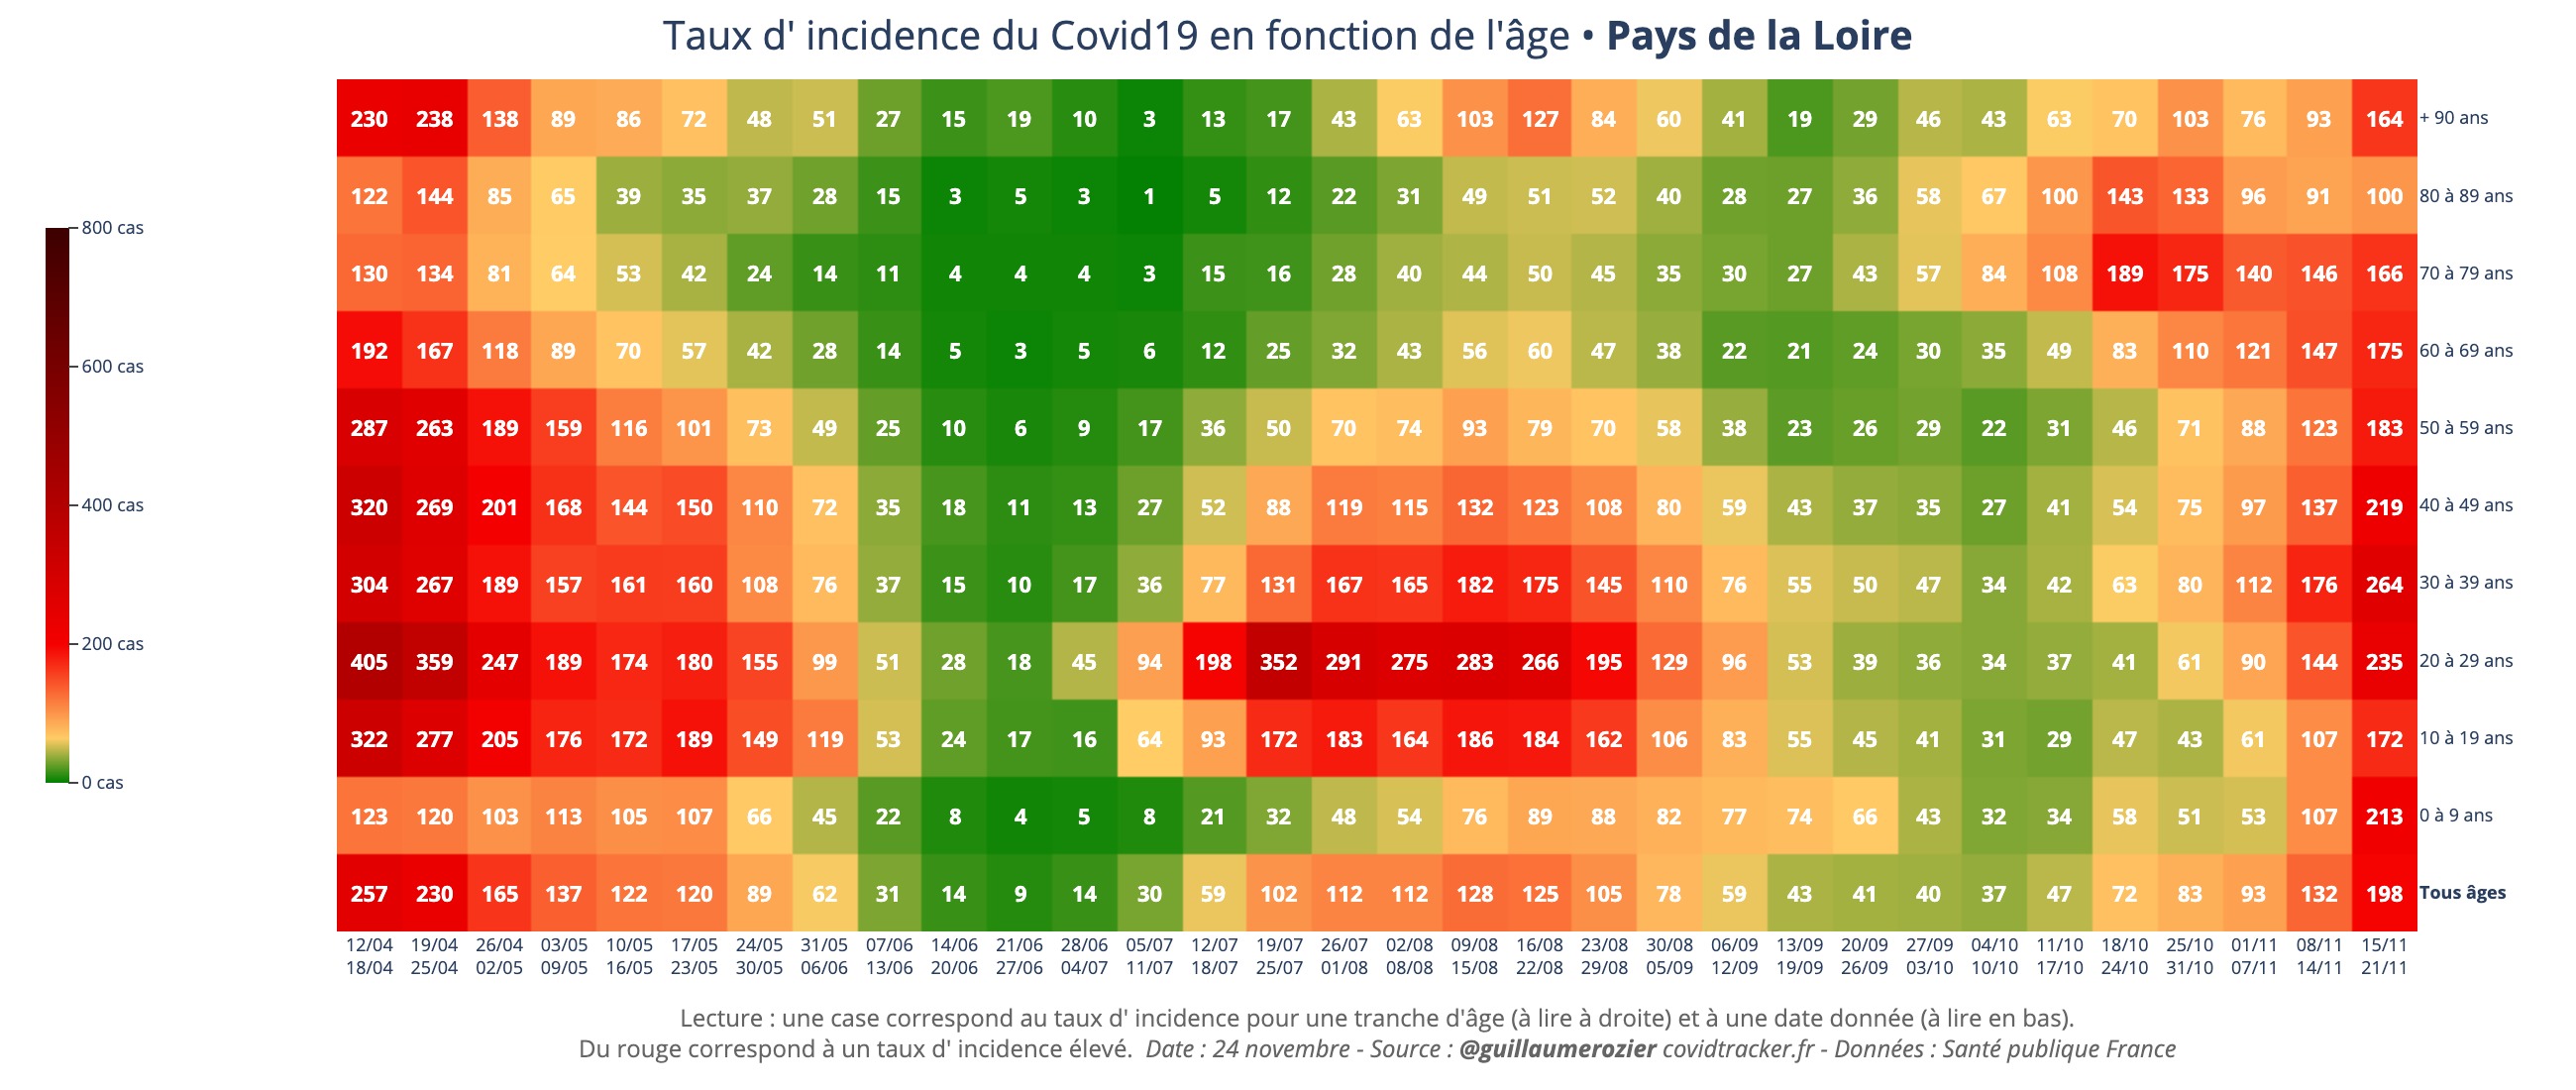 Taux d' incidence du Covid19 en fonction de l'âge • Pays de la Loire
800 cas
600 cas
400 cas
200 cas
0 cas
230 238 138 89 86 72 48 51 27 15 19 10 3 13 17 43 63 103 127 84 60 41 19 29 46 43 63 70 103 76 93 164 + 90 ans
122 144 85 65 39 35 37 28 15 3 5 3 1 5 12 22 31 49 51 52 40 28 27 36 58 67 100 143 133 96 91 100 80 à 89 ans
130 134 81 64 53 42 24 14 11 4 4 4 3 15 16 28 40 44 50 45 35 30 27 43 57 84 108 189 175 140 146 166 70 à 79 ans
192 167 118 89 70 57 42 28 14 5 3 5 6 12 25 32 43 56 60 47 38 22 21 24 30 35 49 83 110 121 147 175 60 à 69 ans
287 263 189 159 116 101 73 49 25 10 6 9 17 36 50 70 74 93 79 70 58 38 23 26 29 22 31 46 71 88 123 183 50 à 59 ans
320 269 201 168 144 150 110 72 35 18 11 13 27 52 88 119 115 132 123 108 80 59 43 37 35 27 41 54 75 97 137 219 40 à 49 ans
304 267 189 157 161 160 108 76 37 15 10 17 36 77 131 167 165 182 175 145 110 76 55 50 47 34 42 63 80 112 176 264 30 à 39 ans
405 359 247 189 174 180 155 99 51 28 18 45 94 198 352 291 275 283 266 195 129 96 53 39 36 34 37 41 61 90 144 235 20 à 29 ans
322 277 205 176 172 189 149 119 53 24 17 16 64 93 172 183 164 186 184 162 106 83 55 45 41 31 29 47 43 61 107 172 10 à 19 ans
123 120 103 113 105 107 66 45 22 8 4 5 8 21 32 48 54 76 89 88 82 77 74 66 43 32 34 58 51 53 107 213 0 à 9 ans
257 230 165 137 122 120 89 62 31 14 9 14 30 59 102 112 112 128 125 105 78 59 43 41 40 37 47 72 83 93 132 198 Tous âges
12/04 19/04 26/04 03/05 10/05 17/05 24/05 31/05 07/06 14/06 21/06 28/06 05/07 12/07 19/07 26/07 02/08 09/08 16/08 23/08 30/08 06/09 13/09 20/09 27/09 04/10 11/10 18/10 25/10 01/11 08/11 15/11
18/04 25/04 02/05 09/05 16/05 23/05 30/05 06/06 13/06 20/06 27/06 04/07 11/07 18/07 25/07 01/08 08/08 15/08 22/08 29/08 05/09 12/09 19/09 26/09 03/10 10/10 17/10 24/10 31/10 07/11 14/11 21/11
Lecture : une case correspond au taux d' incidence pour une tranche d'âge (à lire à droite) et à une date donnée (à lire en bas).
Du rouge correspond à un taux d' incidence élevé. Date : 24 novembre - Source : @guillaumerozier covidtracker.fr - Données : Santé publique France